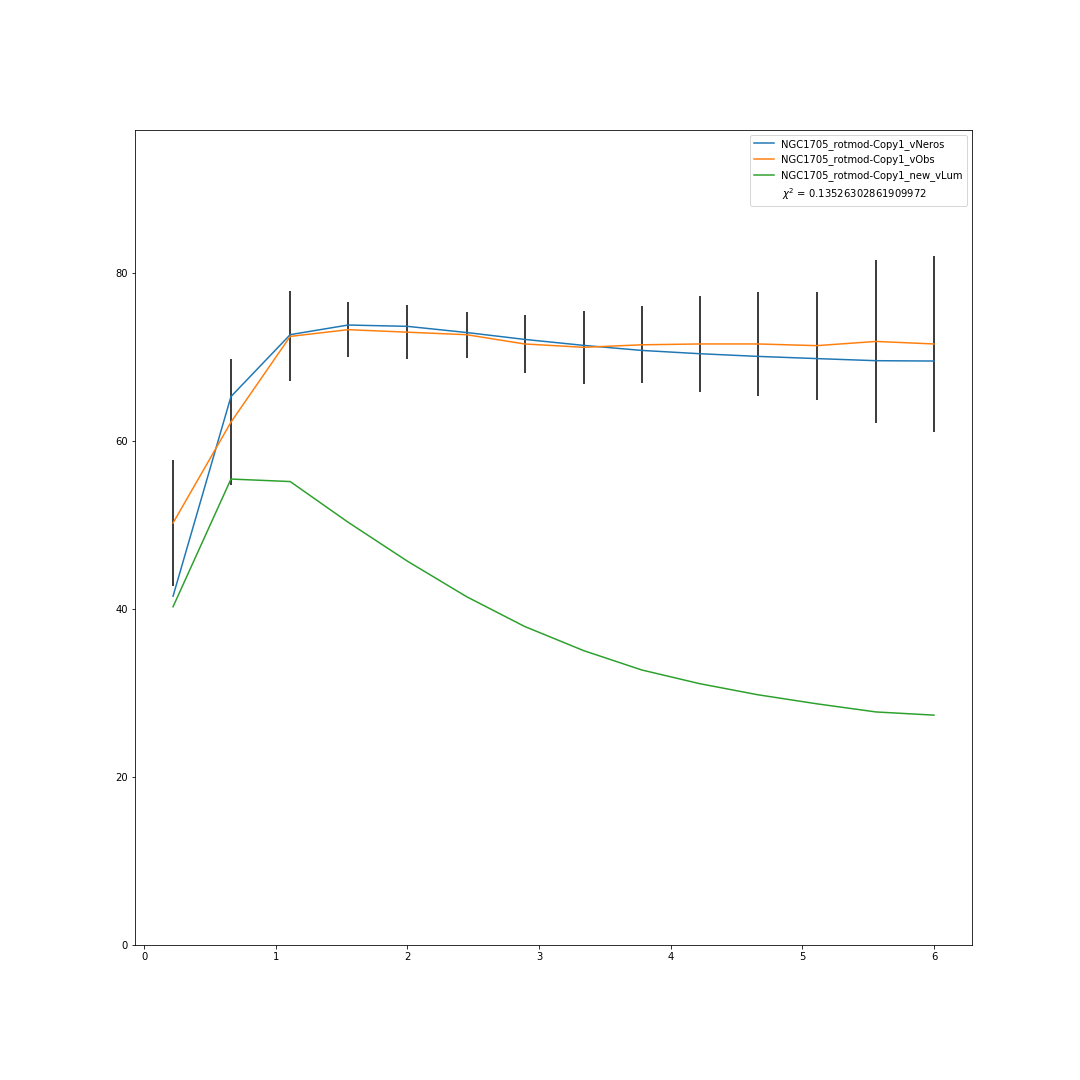 NGC1705_rotmod-Copy1_vNeros
NGC1705_rotmod-Copy1_vObs
NGC1705_rotmod-Copy1_new_vLum
χ² = 0.13526302861909972
80
60
40
20
0
0 1 2 3 4 5 6